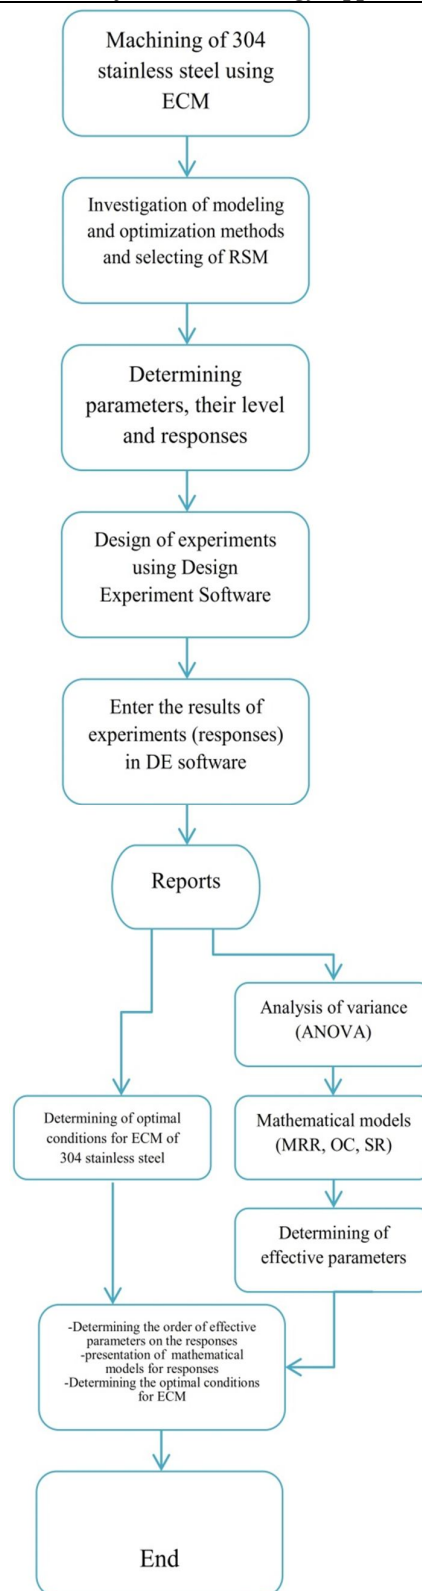 Machining of 304
stainless steel using
ECM
Investigation of modeling
and optimization methods
and selecting of RSM
Determining
parameters, their level
and responses
Design of experiments
using Design
Experiment Software
Enter the results of
experiments (responses)
in DE software
Reports
Analysis of variance
(ANOVA)
Determining of optimal
conditions for ECM of
304 stainless steel
Mathematical models
(MRR, OC, SR)
Determining of
effective parameters
-Determining the order of effective
parameters on the responses
-presentation of mathematical
models for responses
-Determining the optimal conditions
for ECM
End